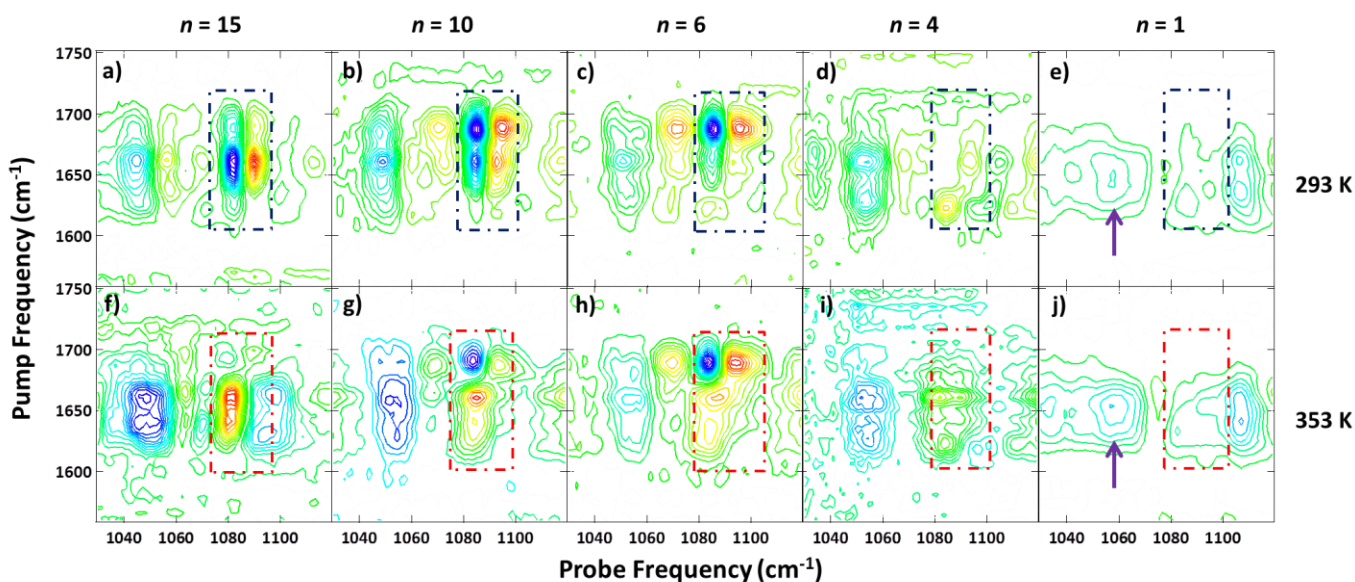 n = 15 n = 10 n = 6 n = 4 n = 1
1750 a) b) c) d) e)
1700
1650 293 K
1600
1750 f) g) h) i) j)
1700
1650 353 K
1600
Pump Frequency (cm⁻¹)
1040 1060 1080 1100 1040 1060 1080 1100 1040 1060 1080 1100 1040 1060 1080 1100 1040 1060 1080 1100
Probe Frequency (cm⁻¹)